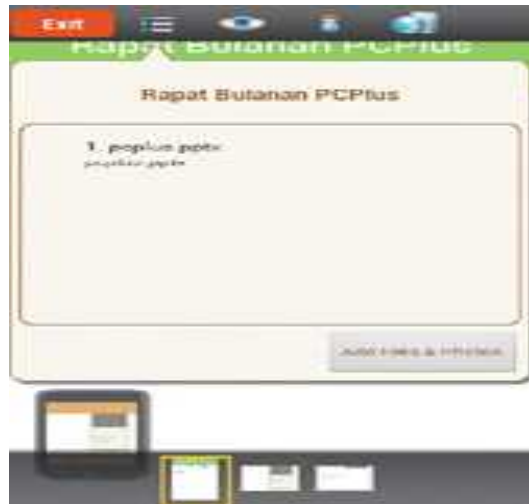 Exit
Rapat Bulanan PCPlus
Rapat Bulanan PCPlus
1. pcplus.pptx
pcplus.pptx
Add Files & Photos